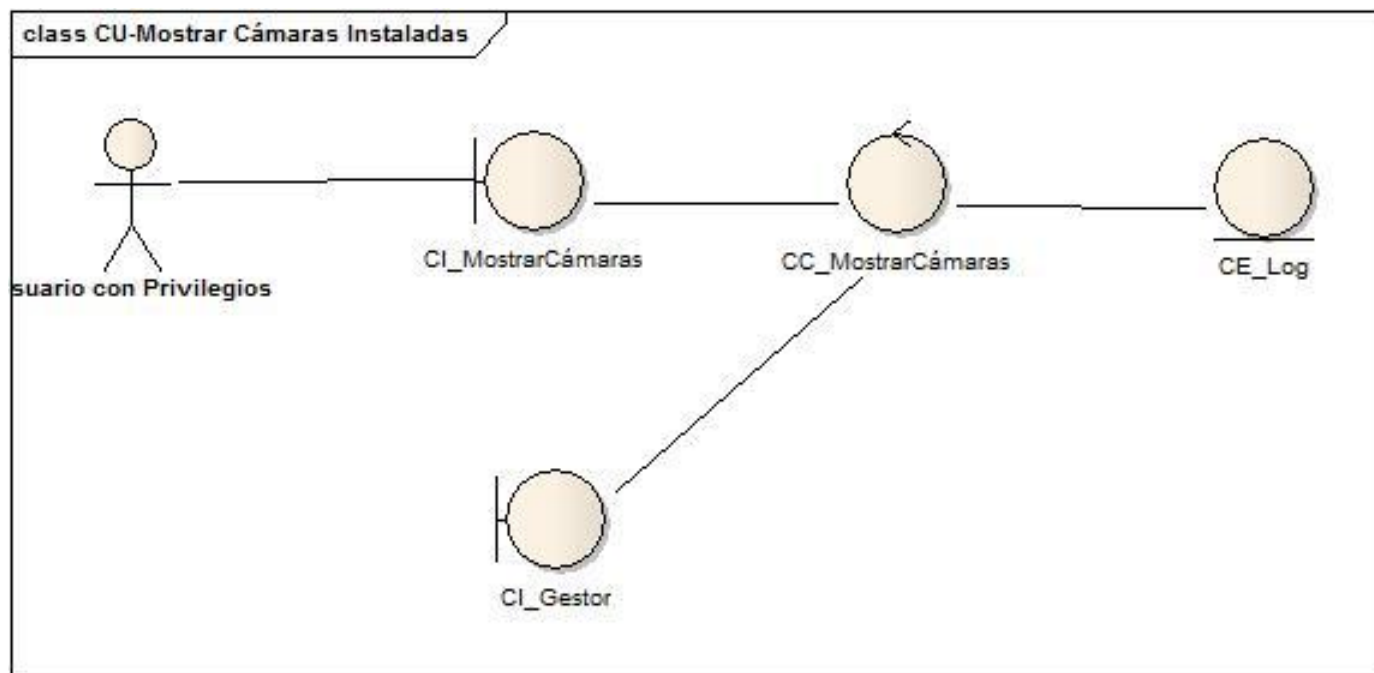 class CU-Mostrar Cámaras Instaladas
CI_MostrarCámaras
CC_MostrarCámaras
CE_Log
suario con Privilegios
CI_Gestor